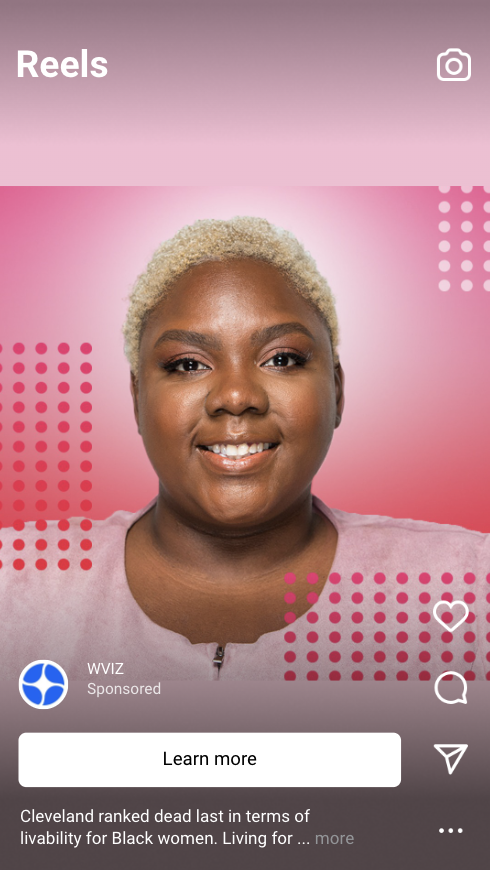 Reels
WVIZ
Sponsored
Learn more
Cleveland ranked dead last in terms of
livability for Black women. Living for ... more